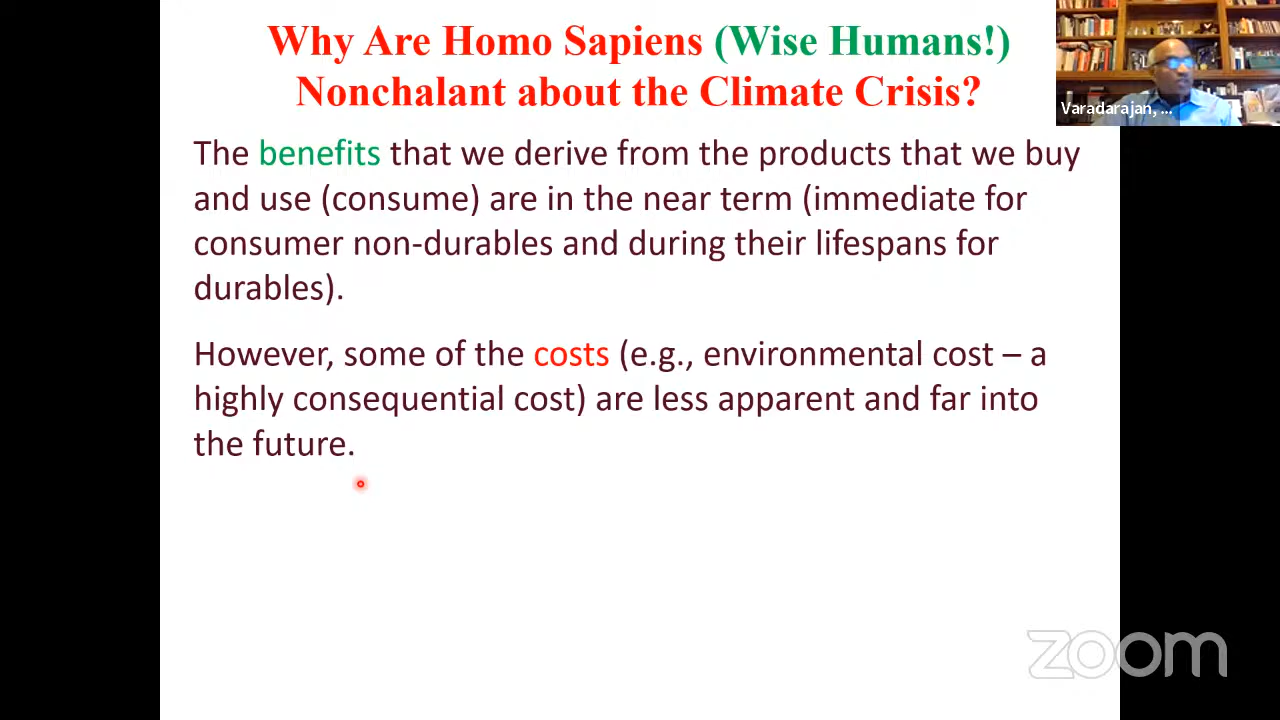 Why Are Homo Sapiens (Wise Humans!)
Nonchalant about the Climate Crisis?
Varadarajan, ...
The benefits that we derive from the products that we buy
and use (consume) are in the near term (immediate for
consumer non-durables and during their lifespans for
durables).
However, some of the costs (e.g., environmental cost – a
highly consequential cost) are less apparent and far into
the future.
zoom